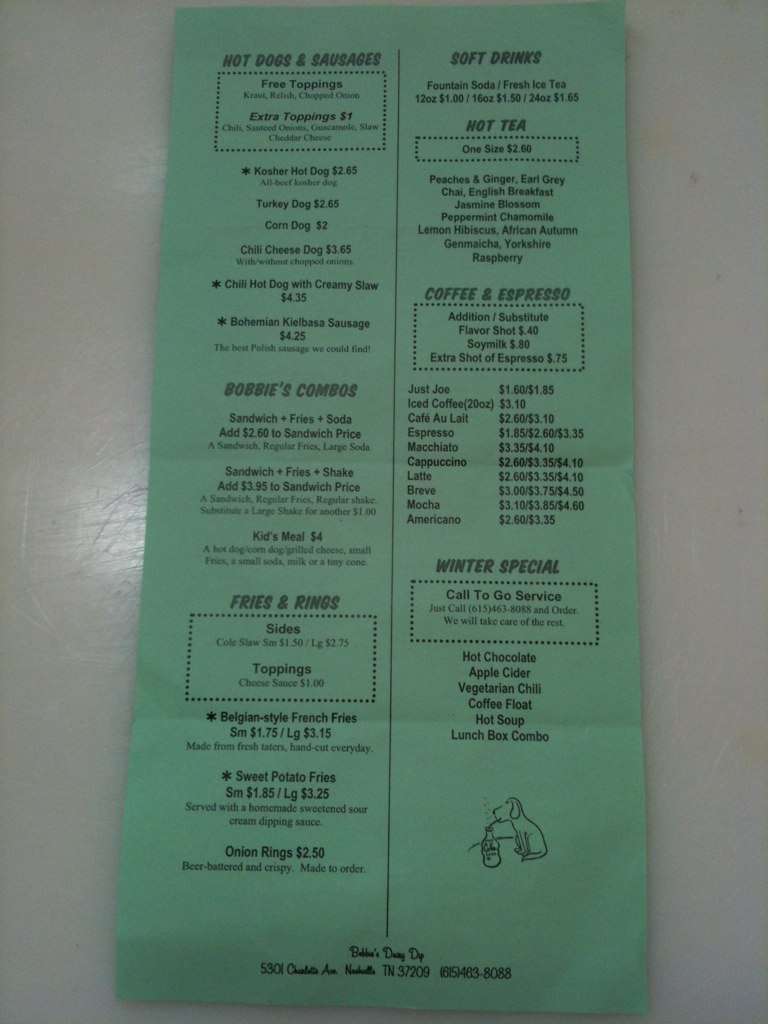 HOT DOGS & SAUSAGES
Free Toppings
Kraut, Relish, Chopped Onion
Extra Toppings $1
Chili, Sauteed Onions, Guacamole, Slaw
Cheddar Cheese
* Kosher Hot Dog $2.65
All-beef kosher dog
Turkey Dog $2.65
Corn Dog $2
Chili Cheese Dog $3.65
With/without chopped onions.
* Chili Hot Dog with Creamy Slaw
$4.35
* Bohemian Kielbasa Sausage
$4.25
The best Polish sausage we could find!
BOBBIE'S COMBOS
Sandwich + Fries + Soda
Add $2.60 to Sandwich Price
A Sandwich, Regular Fries, Large Soda.
Sandwich + Fries + Shake
Add $3.95 to Sandwich Price
A Sandwich, Regular Fries, Regular shake.
Substitute a Large Shake for another $1.00
Kid's Meal $4
A hot dog/corn dog/grilled cheese, small
Fries, a small soda, milk or a tiny cone.
FRIES & RINGS
Sides
Cole Slaw Sm $1.50 / Lg $2.75
Toppings
Cheese Sauce $1.00
* Belgian-style French Fries
Sm $1.75 / Lg $3.15
Made from fresh taters, hand-cut everyday.
* Sweet Potato Fries
Sm $1.85 / Lg $3.25
Served with a homemade sweetened sour
cream dipping sauce.
Onion Rings $2.50
Beer-battered and crispy. Made to order.
SOFT DRINKS
Fountain Soda / Fresh Ice Tea
12oz $1.00 / 16oz $1.50 / 24oz $1.65
HOT TEA
One Size $2.60
Peaches & Ginger, Earl Grey
Chai, English Breakfast
Jasmine Blossom
Peppermint Chamomile
Lemon Hibiscus, African Autumn
Genmaicha, Yorkshire
Raspberry
COFFEE & ESPRESSO
Addition / Substitute
Flavor Shot $.40
Soymilk $.80
Extra Shot of Espresso $.75
Just Joe $1.60/$1.85
Iced Coffee(20oz) $3.10
Café Au Lait $2.60/$3.10
Espresso $1.85/$2.60/$3.35
Macchiato $3.35/$4.10
Cappuccino $2.60/$3.35/$4.10
Latte $2.60/$3.35/$4.10
Breve $3.00/$3.75/$4.50
Mocha $3.10/$3.85/$4.60
Americano $2.60/$3.35
WINTER SPECIAL
Call To Go Service
Just Call (615)463-8088 and Order.
We will take care of the rest.
Hot Chocolate
Apple Cider
Vegetarian Chili
Coffee Float
Hot Soup
Lunch Box Combo
Bobbie's Dairy Dip
5301 Charlotte Ave. Nashville TN 37209 (615)463-8088